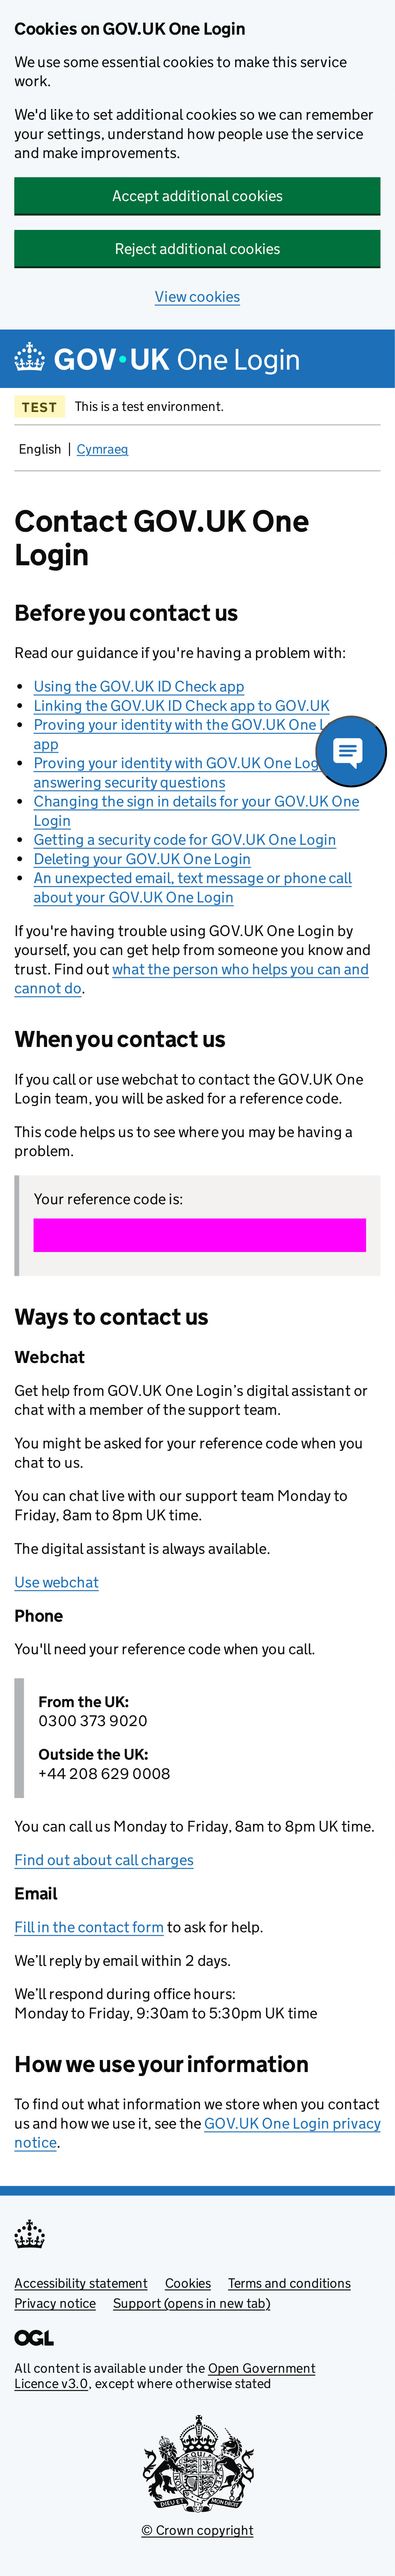 Cookies on GOV.UK One Login
We use some essential cookies to make this service
work.
We'd like to set additional cookies so we can remember
your settings, understand how people use the service
and make improvements.
Accept additional cookies
Reject additional cookies
View cookies
GOV•UK One Login
TEST This is a test environment.
English | Cymraeg
Contact GOV.UK One
Login
Before you contact us
Read our guidance if you're having a problem with:
• Using the GOV.UK ID Check app
• Linking the GOV.UK ID Check app to GOV.UK
• Proving your identity with the GOV.UK One
app
• Proving your identity with GOV.UK One
answering security questions
• Changing the sign in details for your GOV.UK One
Login
• Getting a security code for GOV.UK One Login
• Deleting your GOV.UK One Login
• An unexpected email, text message or phone call
about your GOV.UK One Login
If you're having trouble using GOV.UK One Login by
yourself, you can get help from someone you know and
trust. Find out what the person who helps you can and
cannot do.
When you contact us
If you call or use webchat to contact the GOV.UK One
Login team, you will be asked for a reference code.
This code helps us to see where you may be having a
problem.
Your reference code is:
Ways to contact us
Webchat
Get help from GOV.UK One Login’s digital assistant or
chat with a member of the support team.
You might be asked for your reference code when you
chat to us.
You can chat live with our support team Monday to
Friday, 8am to 8pm UK time.
The digital assistant is always available.
Use webchat
Phone
You'll need your reference code when you call.
From the UK:
0300 373 9020
Outside the UK:
+44 208 629 0008
You can call us Monday to Friday, 8am to 8pm UK time.
Find out about call charges
Email
Fill in the contact form to ask for help.
We’ll reply by email within 2 days.
We’ll respond during office hours:
Monday to Friday, 9:30am to 5:30pm UK time
How we use your information
To find out what information we store when you contact
us and how we use it, see the GOV.UK One Login privacy
notice.
Accessibility statement Cookies Terms and conditions
Privacy notice Support (opens in new tab)
OGL
All content is available under the Open Government
Licence v3.0, except where otherwise stated
DIEU ET MON DROIT
© Crown copyright